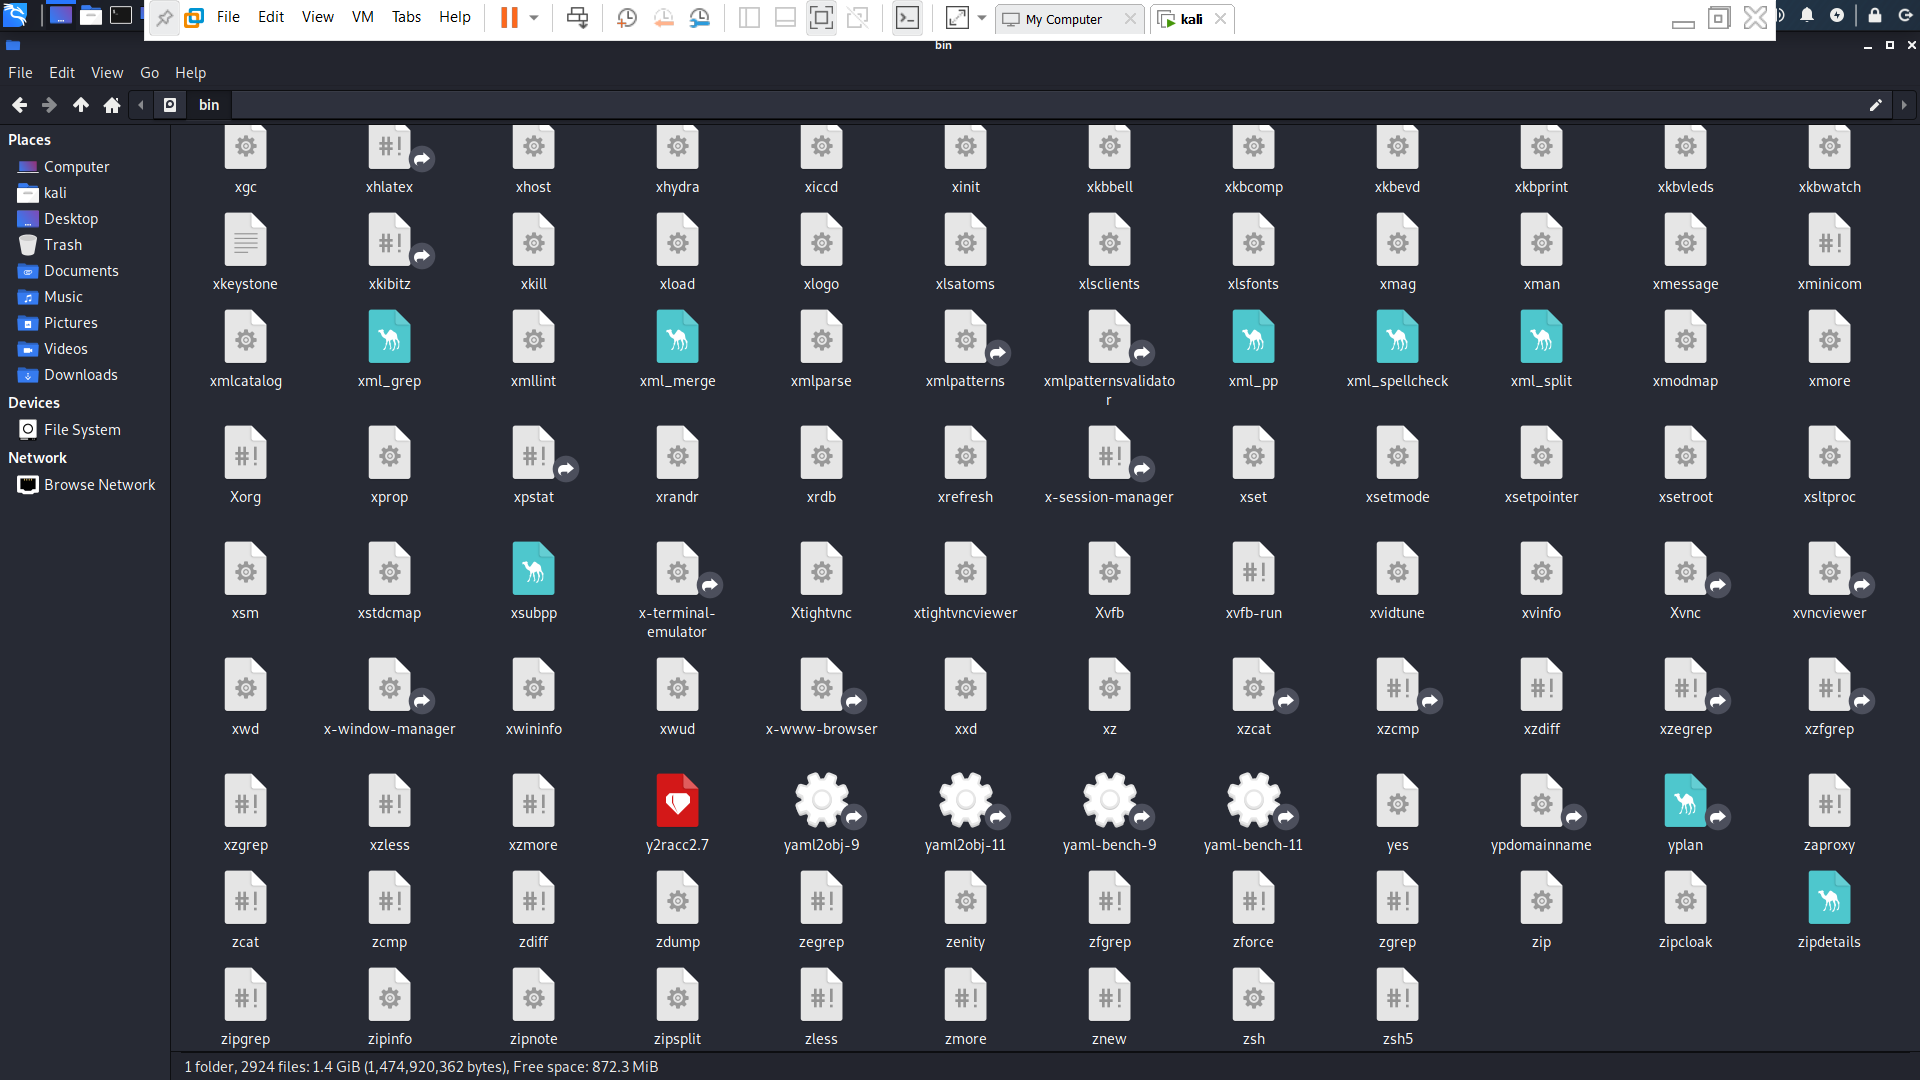 File Edit View VM Tabs Help My Computer kali
bin
File Edit View Go Help
bin
Places
Computer
kali
Desktop
Trash
Documents
Music
Pictures
Videos
Downloads
Devices
File System
Network
Browse Network
xgc xhlatex xhost xhydra xiccd xinit xkbbell xkbcomp xkbevd xkbprint xkbvleds xkbwatch
xkeystone xkibitz xkill xload xlogo xlsatoms xlsclients xlsfonts xmag xman xmessage xminicom
xmlcatalog xml_grep xmllint xml_merge xmlparse xmlpatterns xmlpatternsvalidato xml_pp xml_spellcheck xml_split xmodmap xmore
r
Xorg xprop xpstat xrandr xrdb xrefresh x-session-manager xset xsetmode xsetpointer xsetroot xsltproc
xsm xstdcmap xsubpp x-terminal- Xtightvnc xtightvncviewer Xvfb xvfb-run xvidtune xvinfo Xvnc xvncviewer
emulator
xwd x-window-manager xwininfo xwud x-www-browser xxd xz xzcat xzcmp xzdiff xzegrep xzfgrep
xzgrep xzless xzmore y2racc2.7 yaml2obj-9 yaml2obj-11 yaml-bench-9 yaml-bench-11 yes ypdomainname yplan zaproxy
zcat zcmp zdiff zdump zegrep zenity zfgrep zforce zgrep zip zipcloak zipdetails
zipgrep zipinfo zipnote zipsplit zless zmore znew zsh zsh5
1 folder, 2924 files: 1.4 GiB (1,474,920,362 bytes), Free space: 872.3 MiB